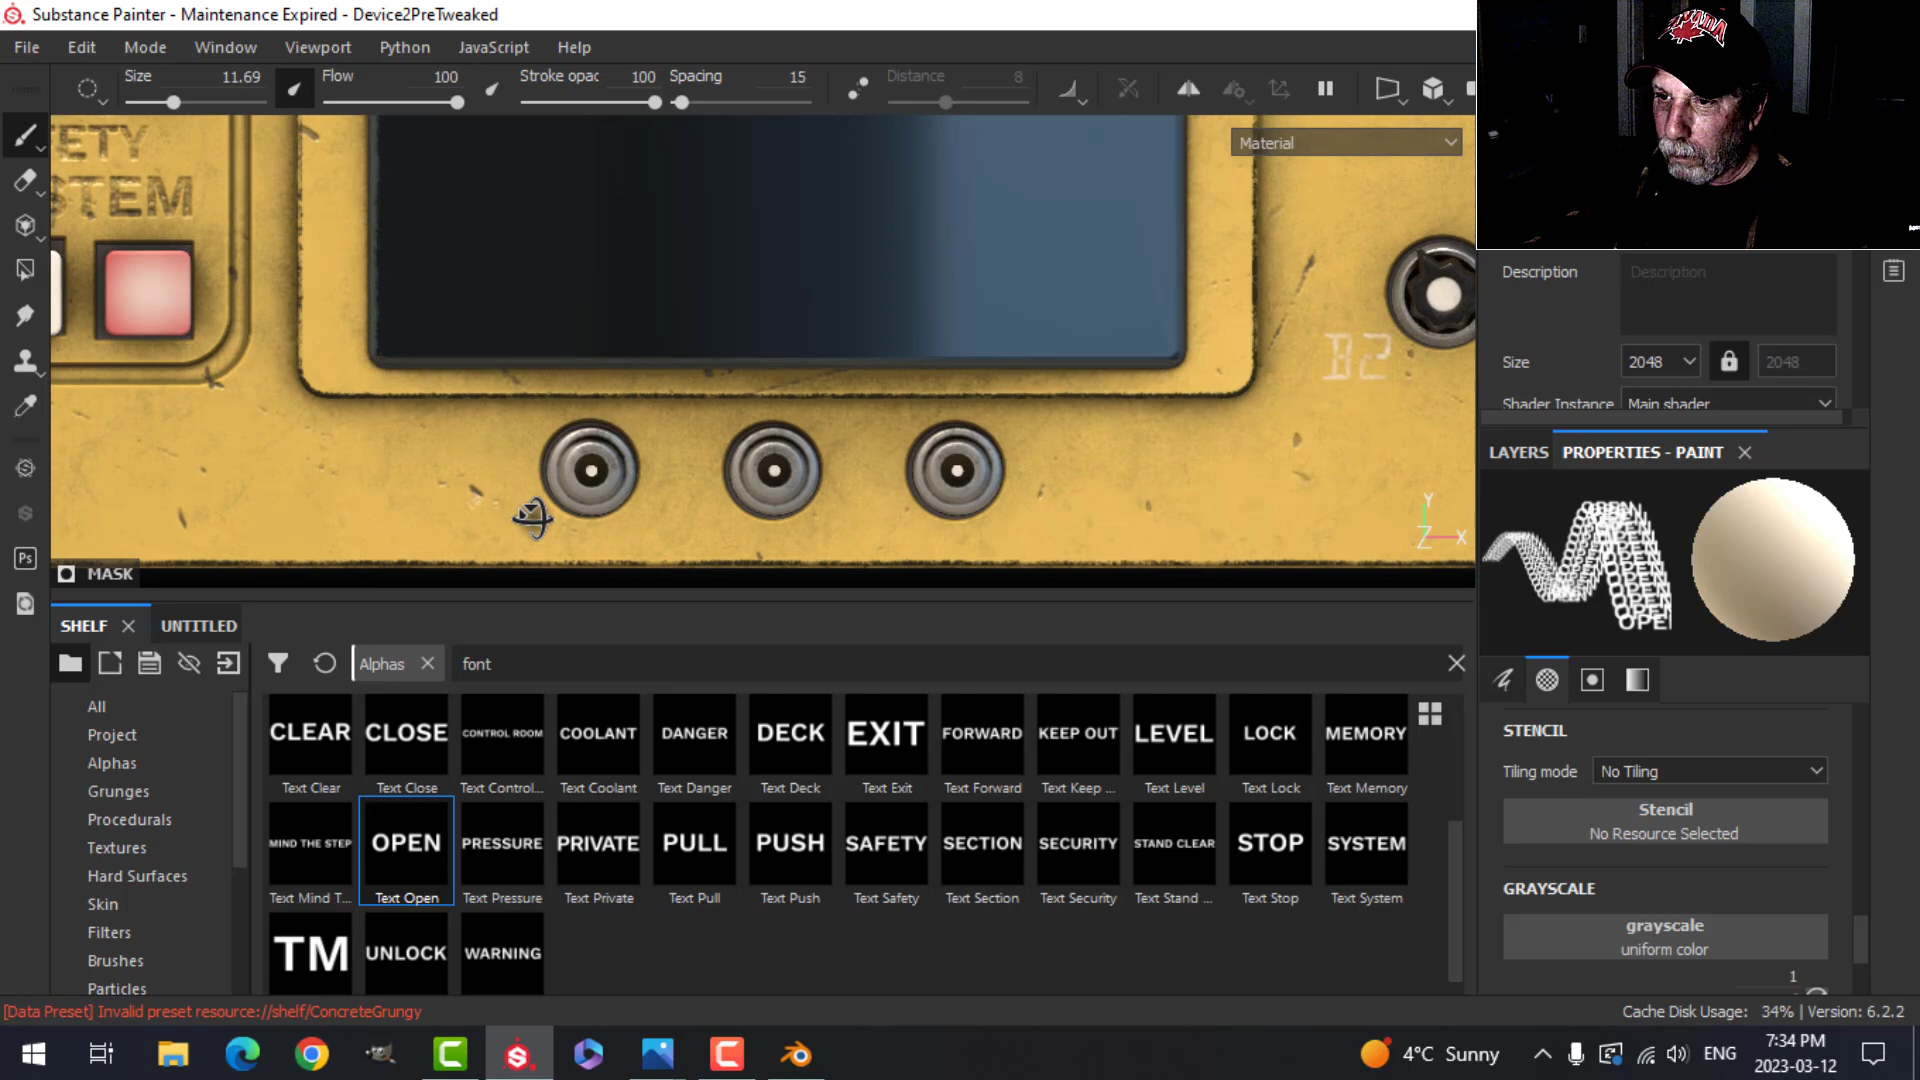 Substance Painter - Maintenance Expired - Device2PreTweaked
File Edit Mode Window Viewport Python JavaScript Help
Size 11.69 Flow 100 Stroke opac 100 Spacing 15 Distance 8
Material
ETY
STEM
B2
CANADA
Description Description
Size 2048 2048
Shader Instance Main shader
LAYERS PROPERTIES - PAINT
OPEN
Y
Z X
MASK
SHELF UNTITLED
Alphas font
All
Project
Alphas
Grunges
Procedurals
Textures
Hard Surfaces
Skin
Filters
Brushes
Particles
CLEAR CLOSE CONTROL ROOM COOLANT DANGER DECK EXIT FORWARD KEEP OUT LEVEL LOCK MEMORY
Text Clear Text Close Text Control... Text Coolant Text Danger Text Deck Text Exit Text Forward Text Keep ... Text Level Text Lock Text Memory
MIND THE STEP OPEN PRESSURE PRIVATE PULL PUSH SAFETY SECTION SECURITY STAND CLEAR STOP SYSTEM
Text Mind T... Text Open Text Pressure Text Private Text Pull Text Push Text Safety Text Section Text Security Text Stand ... Text Stop Text System
TM UNLOCK WARNING
STENCIL
Tiling mode No Tiling
Stencil
No Resource Selected
GRAYSCALE
grayscale
uniform color
1
[Data Preset] Invalid preset resource://shelf/ConcreteGrungy
Cache Disk Usage: 34% | Version: 6.2.2
Ps
4°C Sunny ENG 7:34 PM
2023-03-12